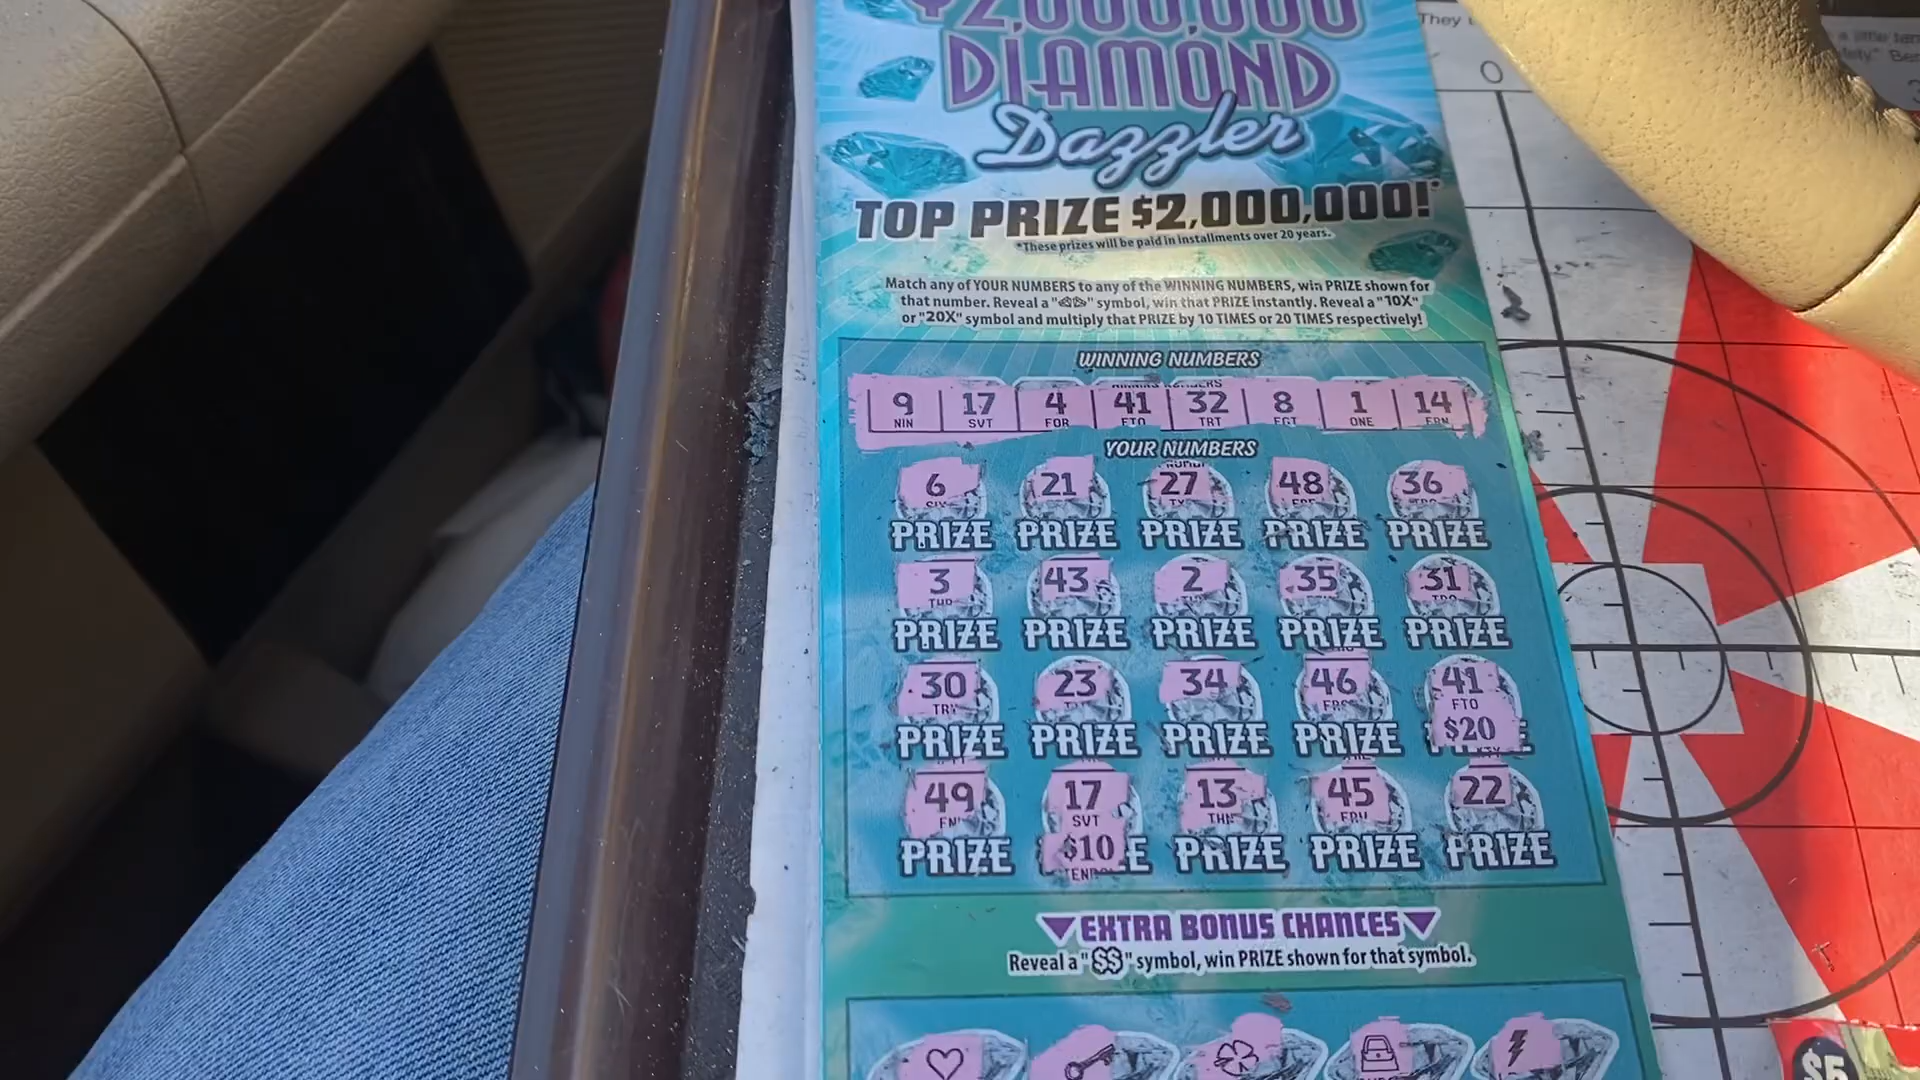 $2,000,000
DIAMOND
Dazzler
TOP PRIZE $2,000,000!*
*These prizes will be paid in installments over 20 years.
Match any of YOUR NUMBERS to any of the WINNING NUMBERS, win PRIZE shown for
that number. Reveal a " " symbol, win that PRIZE instantly. Reveal a "10X"
or "20X" symbol and multiply that PRIZE by 10 TIMES or 20 TIMES respectively!
WINNING NUMBERS
9 17 4 41 32 8 1 14
NIN SVT FOR FTO TRT EGT ONE FRN
YOUR NUMBERS
6 21 27 48 36
PRIZE PRIZE PRIZE PRIZE PRIZE
3 43 2 35 31
PRIZE PRIZE PRIZE PRIZE PRIZE
30 23 34 46 41
FTO
PRIZE PRIZE PRIZE PRIZE $20
49 17 13 45 22
SVT
PRIZE $10 PRIZE PRIZE PRIZE
EXTRA BONUS CHANCES
Reveal a "$$" symbol, win PRIZE shown for that symbol.
They
a little
$5